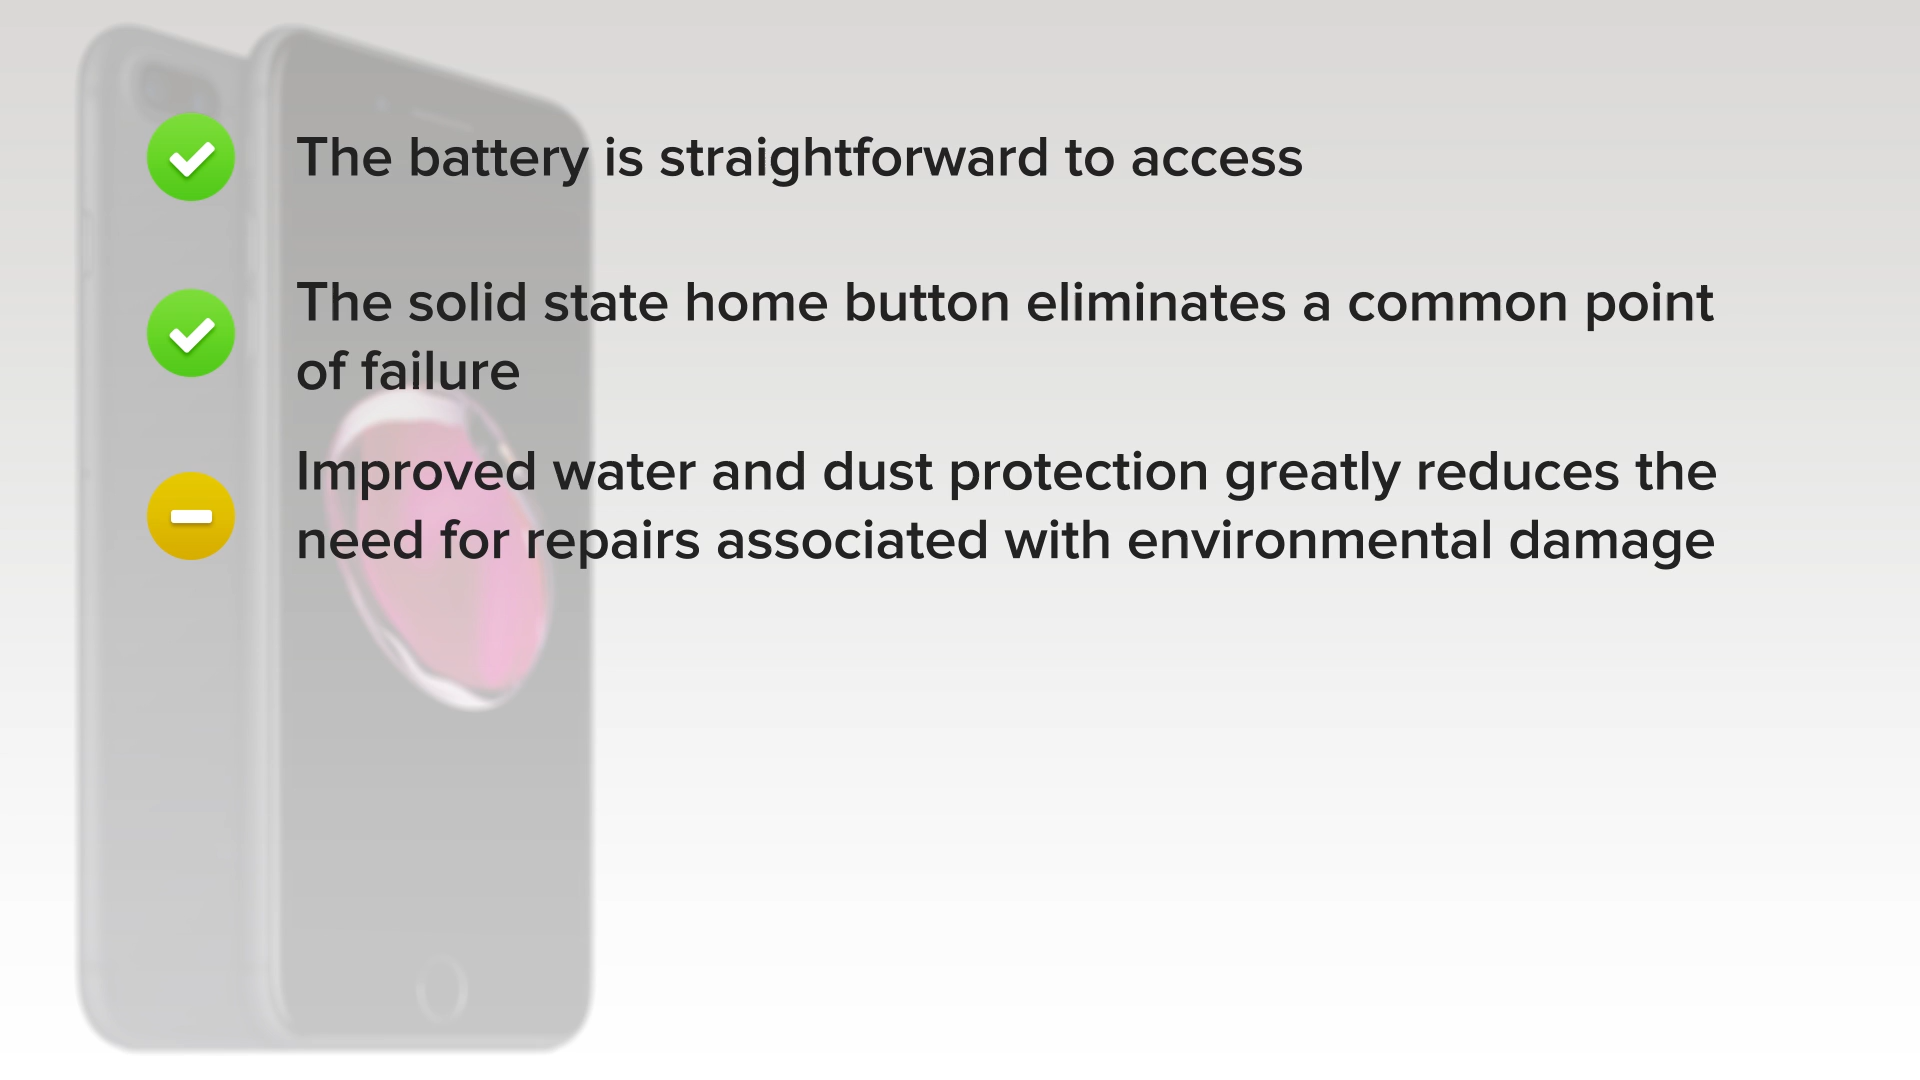 The battery is straightforward to access
The solid state home button eliminates a common point
of failure
Improved water and dust protection greatly reduces the
need for repairs associated with environmental damage